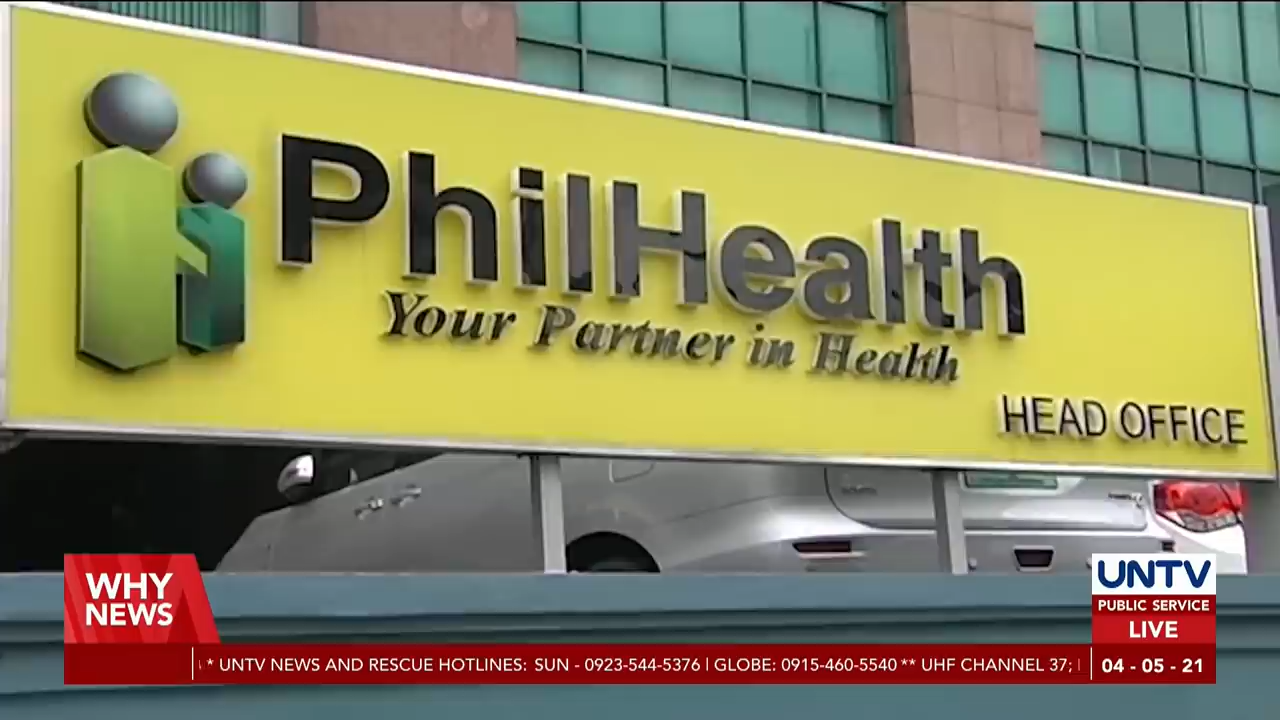 PhilHealth
Your Partner in Health
HEAD OFFICE
WHY
NEWS
UNTV
PUBLIC SERVICE
LIVE
* UNTV NEWS AND RESCUE HOTLINES: SUN - 0923-544-5376 | GLOBE: 0915-460-5540 ** UHF CHANNEL 37;
04 - 05 - 21